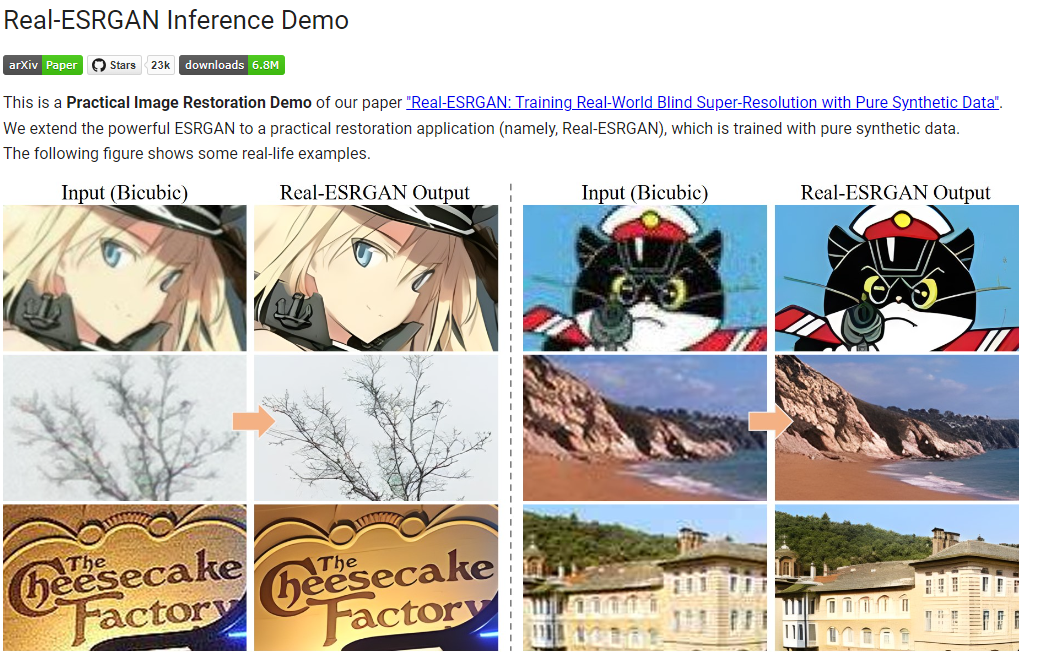 Real-ESRGAN Inference Demo
arXiv Paper Stars 23k downloads 6.8M
This is a Practical Image Restoration Demo of our paper "Real-ESRGAN: Training Real-World Blind Super-Resolution with Pure Synthetic Data".
We extend the powerful ESRGAN to a practical restoration application (namely, Real-ESRGAN), which is trained with pure synthetic data.
The following figure shows some real-life examples.
Input (Bicubic) Real-ESRGAN Output Input (Bicubic) Real-ESRGAN Output
The
Cheesecake
Factory
The
Cheesecake
Factory